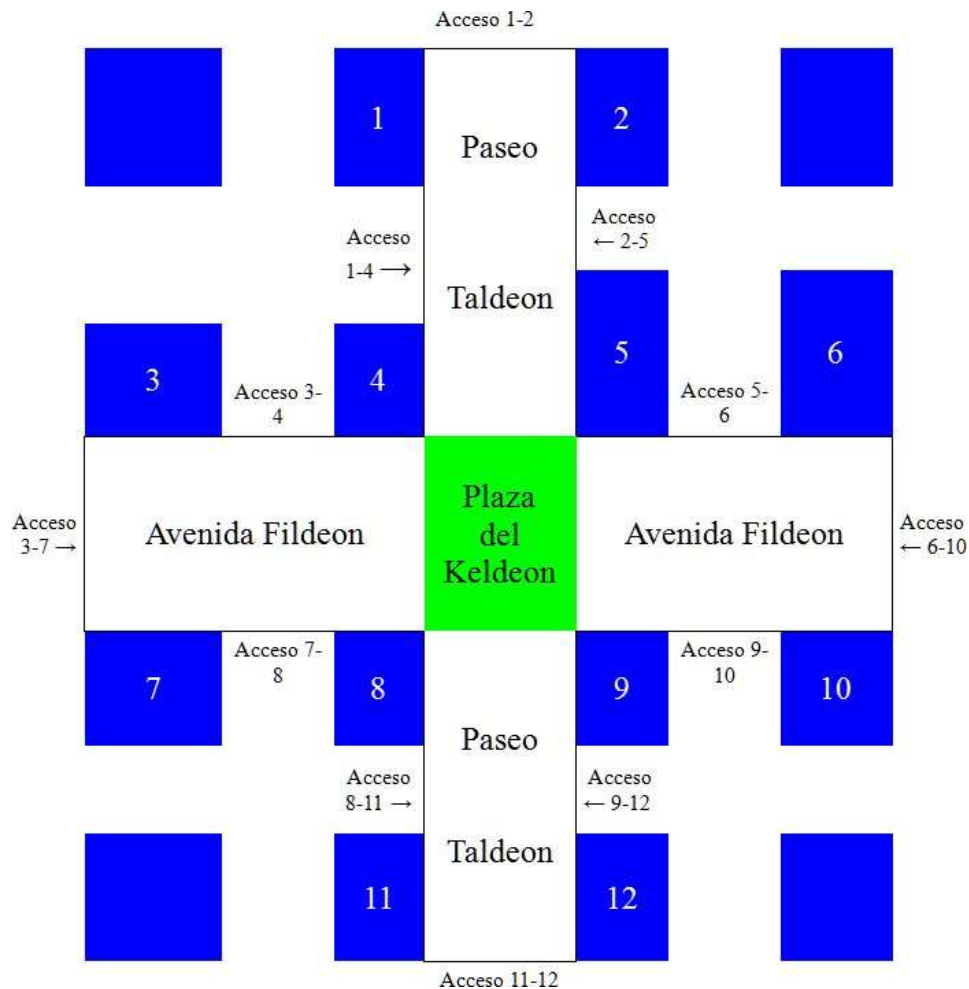 Acceso 1-2
1
2
Paseo
Acceso
← 2-5
Acceso
1-4 →
Taldeon
5
6
3
4
Acceso 3-
4
Acceso 5-
6
Plaza
del
Keldeon
Acceso
3-7 →
Avenida Fildeon
Avenida Fildeon
Acceso
← 6-10
Acceso 7-
8
Acceso 9-
10
7
8
9
10
Paseo
Acceso
8-11 →
Acceso
← 9-12
Taldeon
11
12
Acceso 11-12